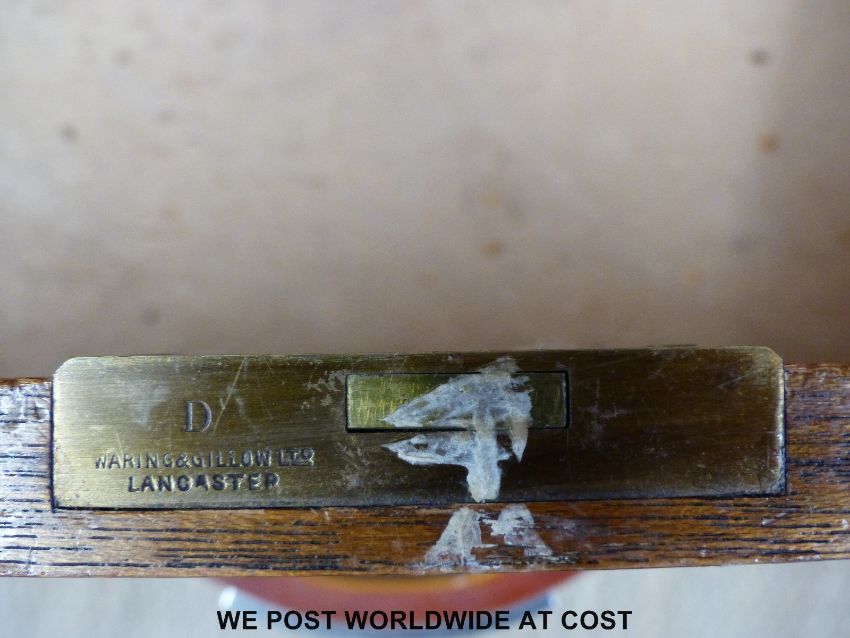 D
WARING & GILLOW LTD
LANCASTER
WE POST WORLDWIDE AT COST